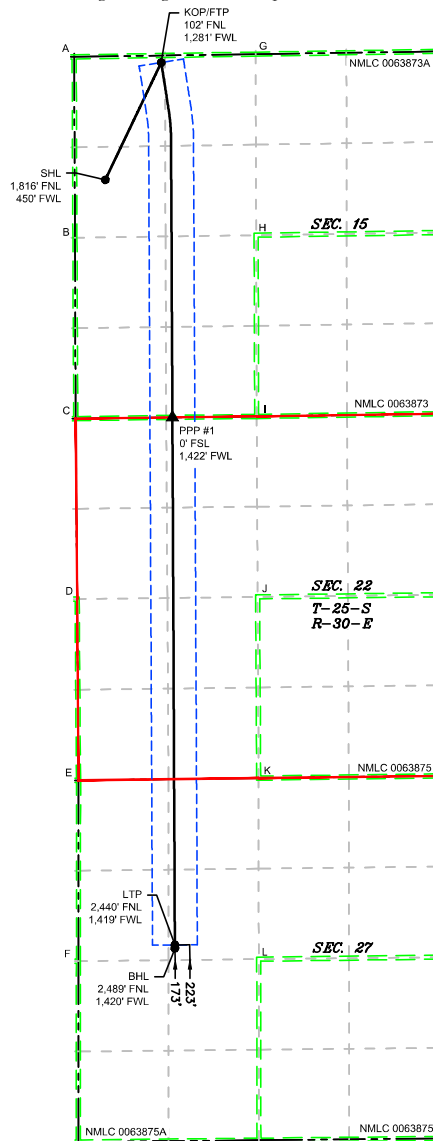 KOP/FTP
102' FNL
1,281' FWL
A
G
NMLC 0063873A
SHL
1,816' FNL
450' FWL
B
H
SEC. 15
C
I
NMLC 0063873
PPP #1
0' FSL
1,422' FWL
D
J
SEC. 22
T-25-S
R-30-E
E
K
NMLC 0063875
LTP
2,440' FNL
1,419' FWL
F
L
SEC. 27
BHL
2,489' FNL
1,420' FWL
173'
223'
NMLC 0063875A
NMLC 0063875